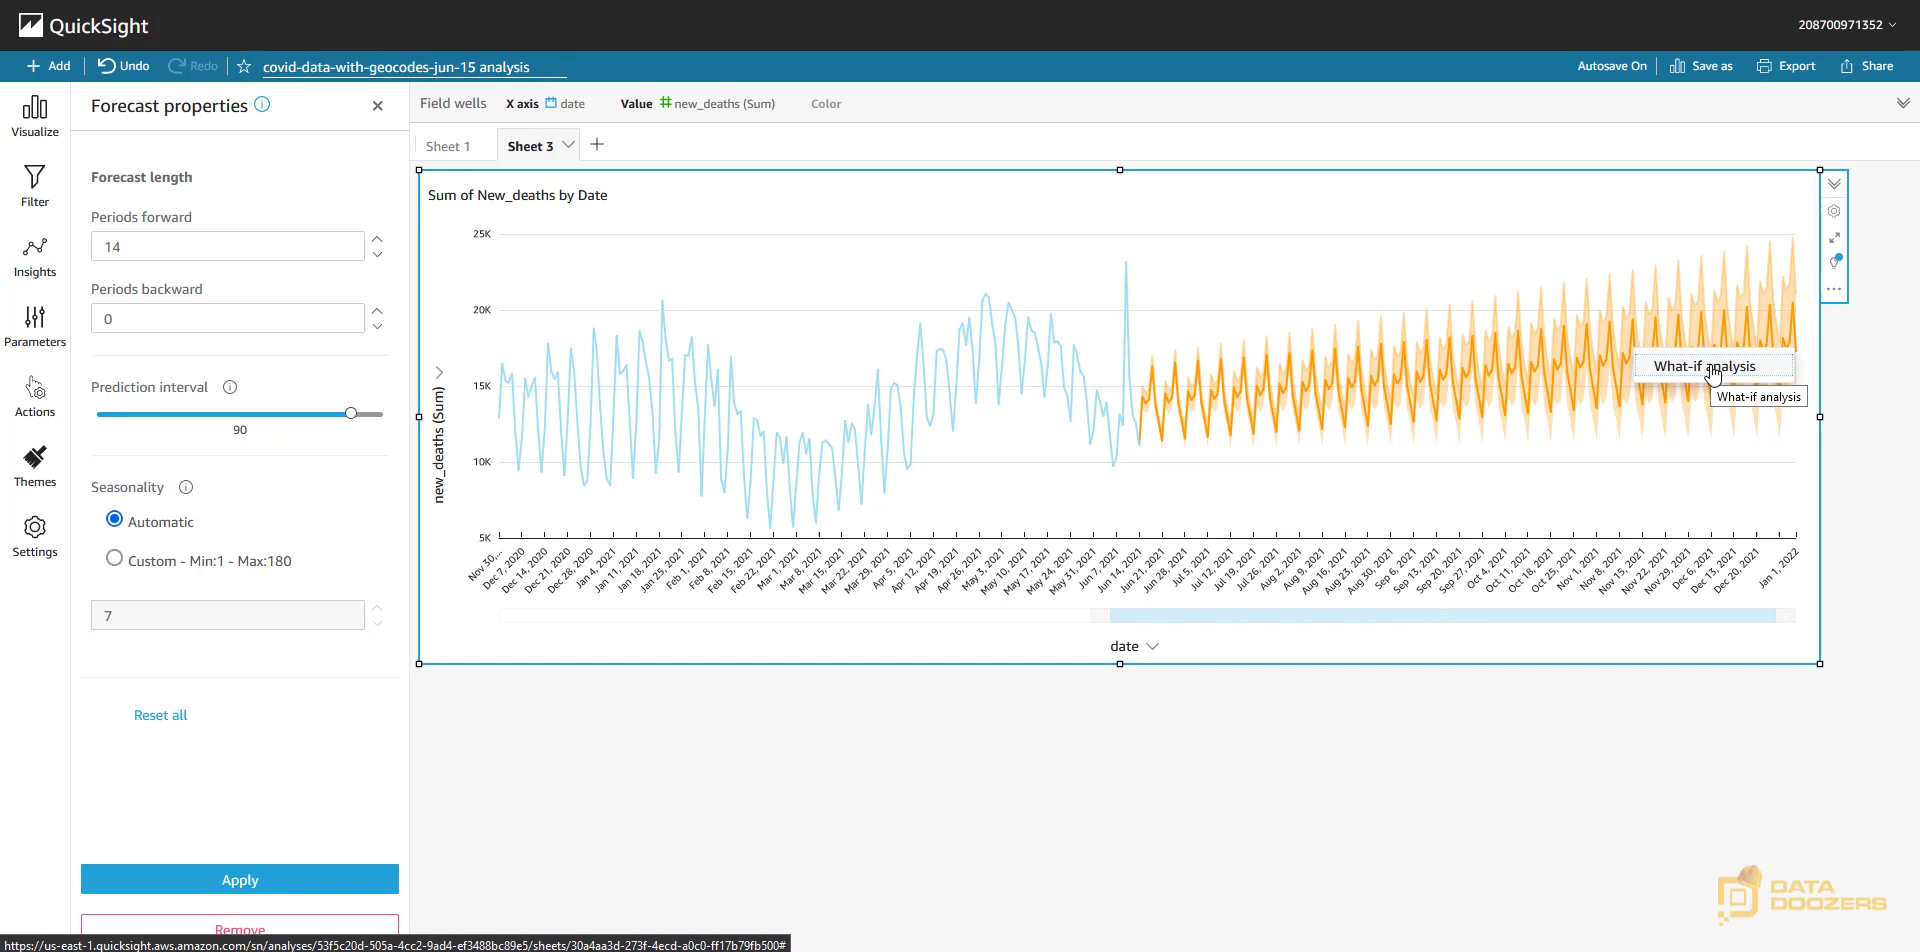 QuickSight
208700971352
Add
Undo
Redo
covid-data-with-geocodes-jun-15 analysis
Autosave On
Save as
Export
Share
Visualize
Filter
Insights
Parameters
Actions
Themes
Settings
Forecast properties
Forecast length
Periods forward
14
Periods backward
0
Prediction interval
90
Seasonality
Automatic
Custom - Min:1 - Max:180
7
Reset all
Apply
Remove
Field wells
X axis date
Value new_deaths (Sum)
Color
Sheet 1
Sheet 3
Sum of New_deaths by Date
25K
20K
15K
10K
5K
new_deaths (Sum)
What-if analysis
What-if analysis
Nov 30,...
Dec 7, 2020
Dec 14, 2020
Dec 21, 2020
Dec 28, 2020
Jan 4, 2021
Jan 11, 2021
Jan 18, 2021
Jan 25, 2021
Feb 1, 2021
Feb 8, 2021
Feb 15, 2021
Feb 22, 2021
Mar 1, 2021
Mar 8, 2021
Mar 15, 2021
Mar 22, 2021
Mar 29, 2021
Apr 5, 2021
Apr 12, 2021
Apr 19, 2021
Apr 26, 2021
May 3, 2021
May 10, 2021
May 17, 2021
May 24, 2021
May 31, 2021
Jun 7, 2021
Jun 14, 2021
Jun 21, 2021
Jun 28, 2021
Jul 5, 2021
Jul 12, 2021
Jul 19, 2021
Jul 26, 2021
Aug 2, 2021
Aug 9, 2021
Aug 16, 2021
Aug 23, 2021
Aug 30, 2021
Sep 6, 2021
Sep 13, 2021
Sep 20, 2021
Sep 27, 2021
Oct 4, 2021
Oct 11, 2021
Oct 18, 2021
Oct 25, 2021
Nov 1, 2021
Nov 8, 2021
Nov 15, 2021
Nov 22, 2021
Nov 29, 2021
Dec 6, 2021
Dec 13, 2021
Dec 20, 2021
Jan 1, 2022
date
DATA
DOOZERS
https://us-east-1.quicksight.aws.amazon.com/sn/analyses/53f5c20d-505a-4cc2-9ad4-ef3488bc89e5/sheets/30a4aa3d-273f-4ecd-a0c0-ff17b79fb500#